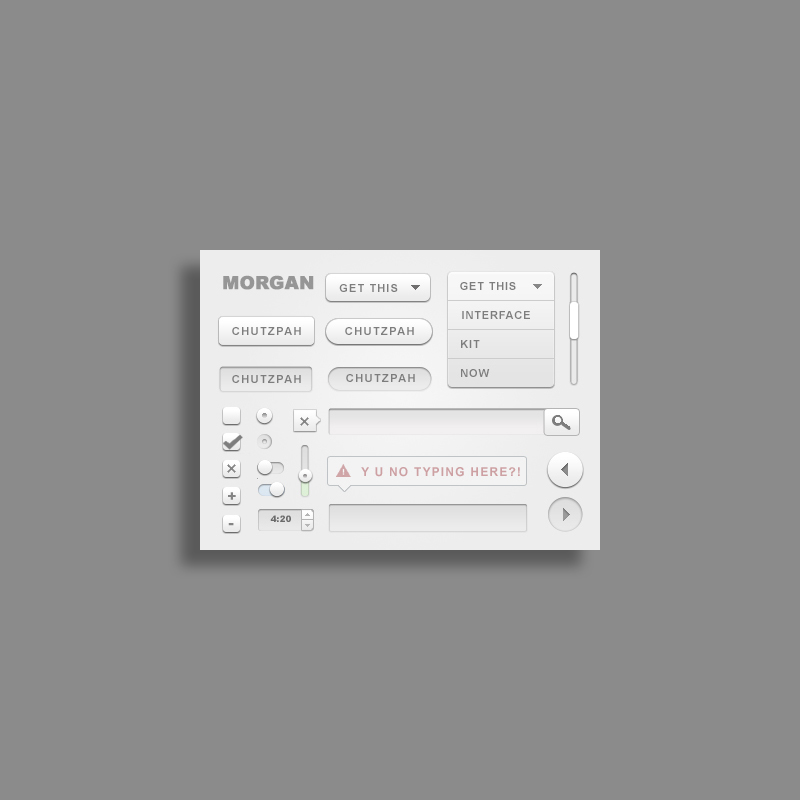 MORGAN
GET THIS
GET THIS
INTERFACE
KIT
NOW
CHUTZPAH
CHUTZPAH
CHUTZPAH
CHUTZPAH
Y U NO TYPING HERE?!
4:20